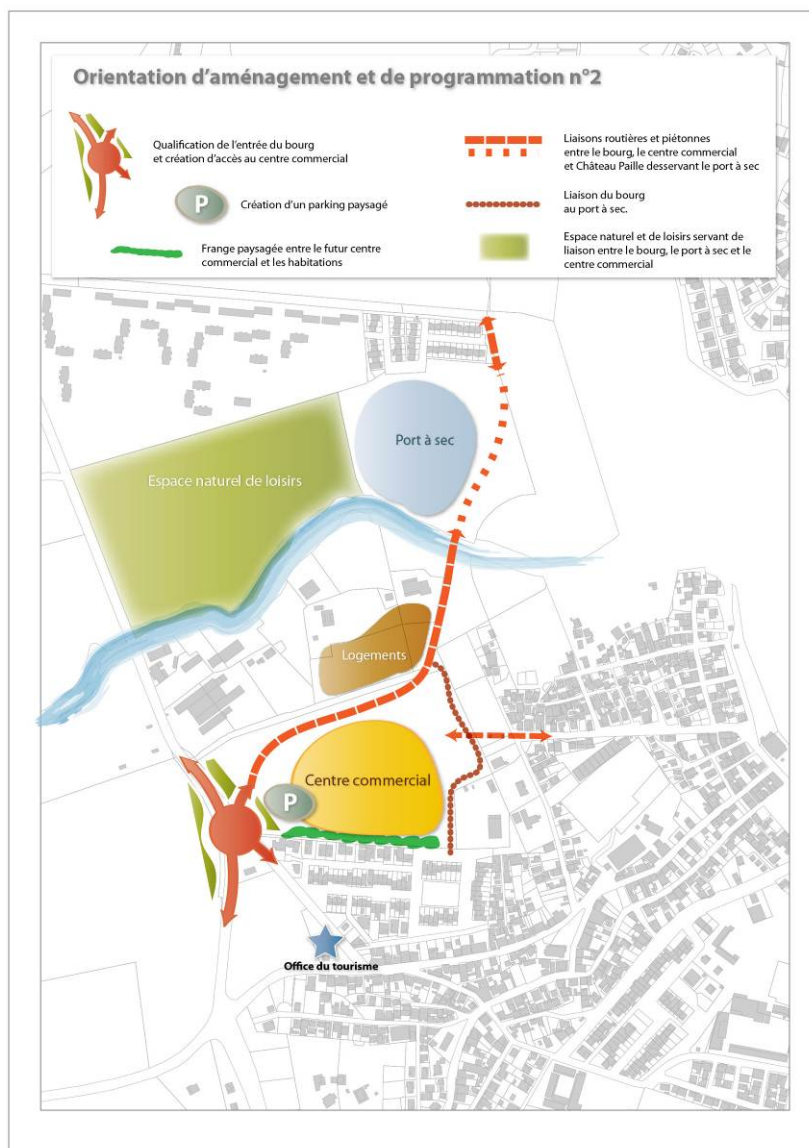 Orientation d'aménagement et de programmation n°2
Qualification de l'entrée du bourg
et création d'accès au centre commercial
P
Création d'un parking paysagé
Frange paysagée entre le futur centre
commercial et les habitations
Liaisons routières et piétonnes
entre le bourg, le centre commercial
et Château Paille desservant le port à sec
Liaison du bourg
au port à sec.
Espace naturel et de loisirs servant de
liaison entre le bourg, le port à sec et le
centre commercial
Port à sec
Espace naturel de loisirs
Logements
Centre commercial
P
Office du tourisme